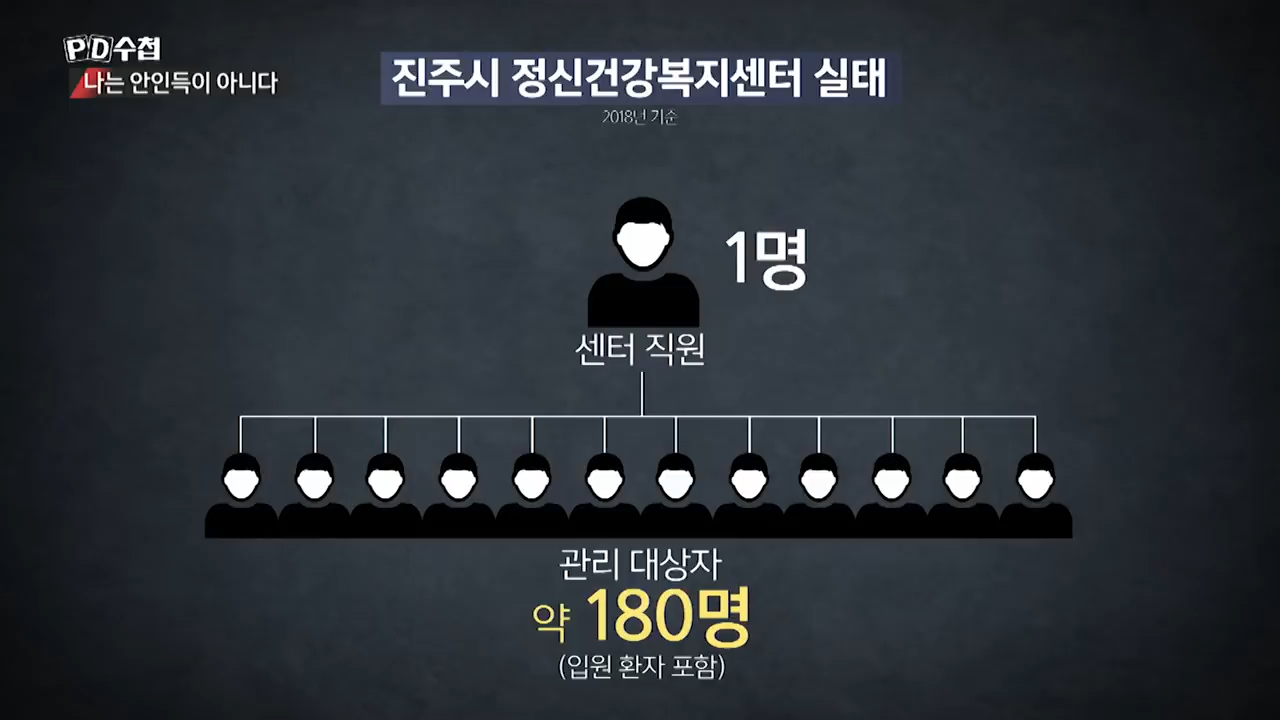 PD수첩
나는 안인득이 아니다
진주시 정신건강복지센터 실태
2018년 기준
1명
센터 직원
관리 대상자
약 180명
(입원 환자 포함)